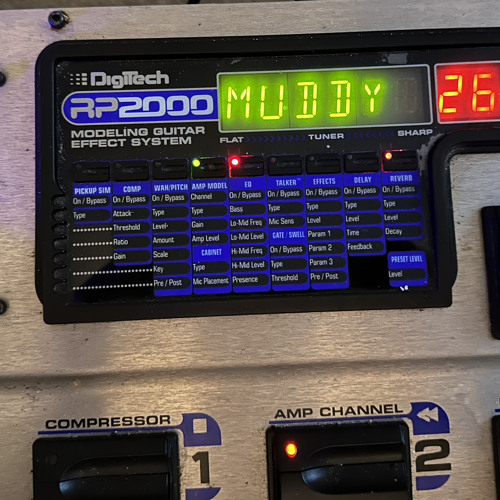 DigiTech
RP2000
MODELING GUITAR
EFFECT SYSTEM
MUDDY
26
FLAT TUNER SHARP
PICKUP SIM
On / Bypass
Type
COMP
On / Bypass
Attack
Threshold
Ratio
Gain
WAH/PITCH
On / Bypass
Type
Level
Amount
Scale
Key
Pre / Post
AMP MODEL
Channel
Type
Gain
Amp Level
CABINET
Type
Mic Placement
EQ
On / Bypass
Bass
Lo-Mid Freq
Lo-Mid Level
Hi-Mid Freq
Hi-Mid Level
Presence
TALKER™
On / Bypass
Type
Mic Sens
GATE / SWELL
On / Bypass
Type
Threshold
EFFECTS
On / Bypass
Type
Level
Param 1
Param 2
Param 3
Pre / Post
DELAY
On / Bypass
Type
Level
Time
Feedback
REVERB
On / Bypass
Type
Level
Decay
PRESET LEVEL
Level
COMPRESSOR
1
AMP CHANNEL
2